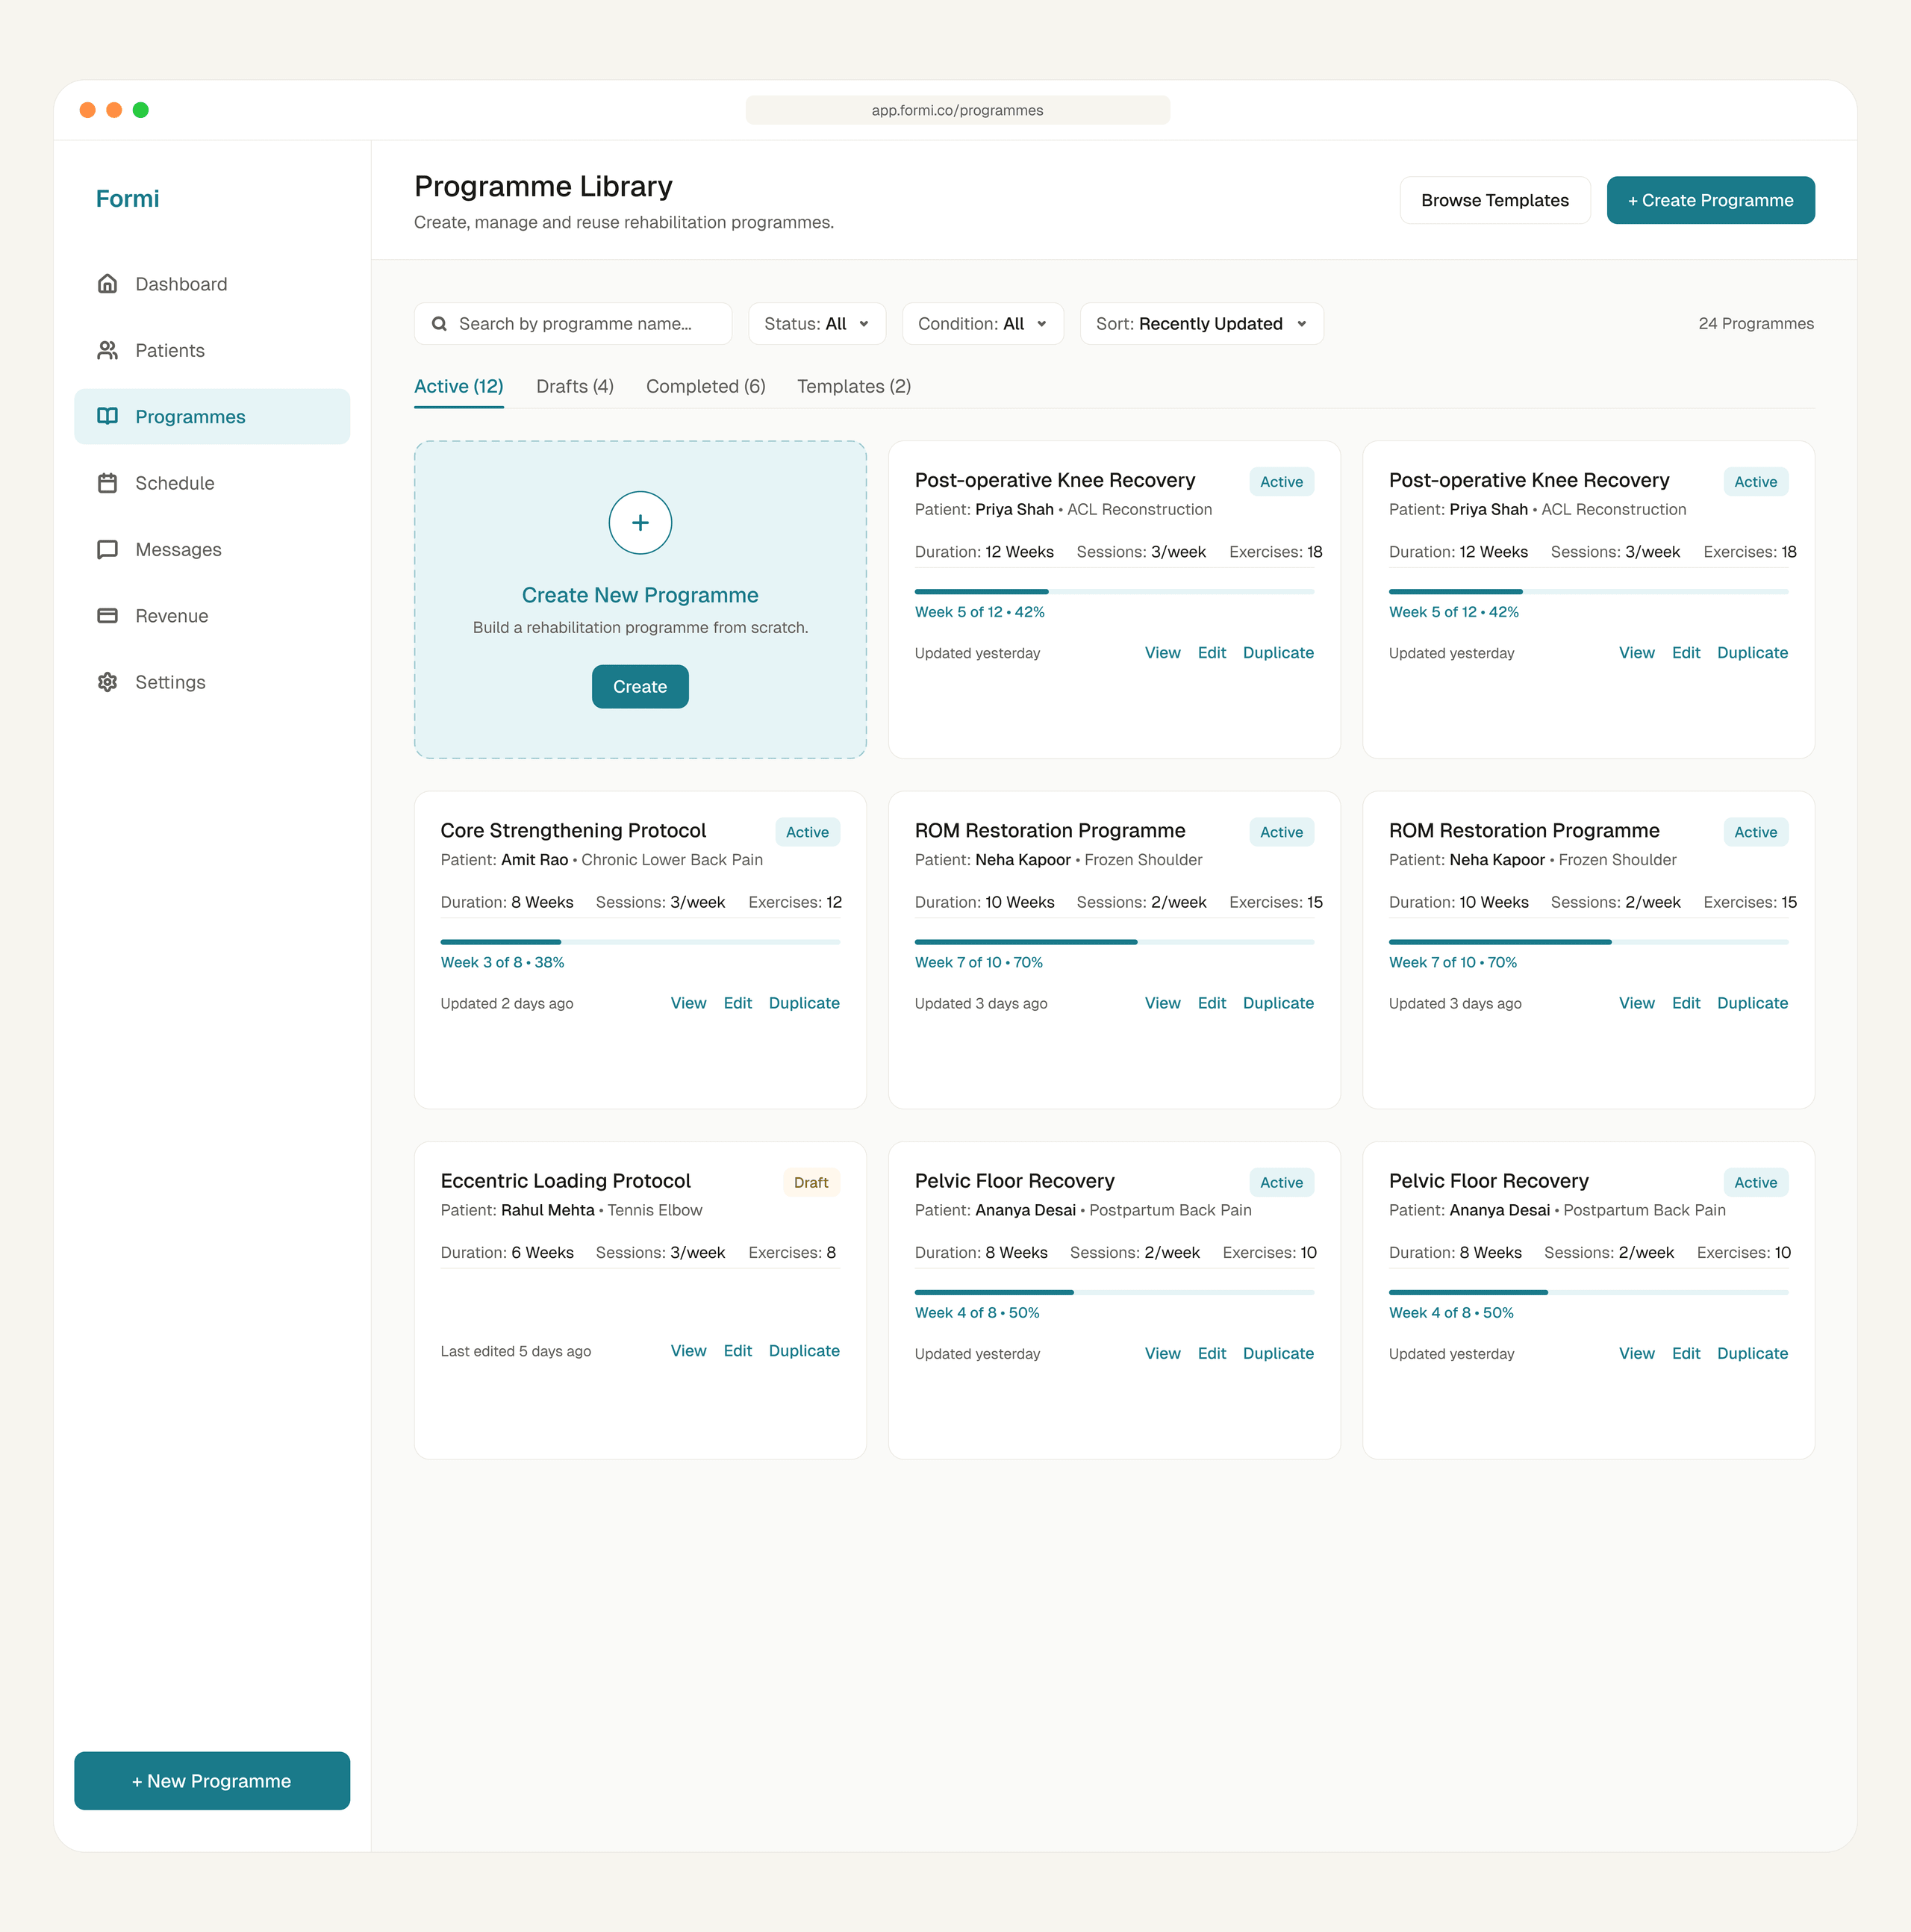 app.formi.co/programmes
Formi
Dashboard
Patients
Programmes
Schedule
Messages
Revenue
Settings
+ New Programme
Programme Library
Create, manage and reuse rehabilitation programmes.
Browse Templates
+ Create Programme
Search by programme name...
Status: All
Condition: All
Sort: Recently Updated
24 Programmes
Active (12)
Drafts (4)
Completed (6)
Templates (2)
+
Create New Programme
Build a rehabilitation programme from scratch.
Create
Post-operative Knee Recovery
Active
Patient: Priya Shah • ACL Reconstruction
Duration: 12 Weeks Sessions: 3/week Exercises: 18
Week 5 of 12 • 42%
Updated yesterday View Edit Duplicate
Post-operative Knee Recovery
Active
Patient: Priya Shah • ACL Reconstruction
Duration: 12 Weeks Sessions: 3/week Exercises: 18
Week 5 of 12 • 42%
Updated yesterday View Edit Duplicate
Core Strengthening Protocol
Active
Patient: Amit Rao • Chronic Lower Back Pain
Duration: 8 Weeks Sessions: 3/week Exercises: 12
Week 3 of 8 • 38%
Updated 2 days ago View Edit Duplicate
ROM Restoration Programme
Active
Patient: Neha Kapoor • Frozen Shoulder
Duration: 10 Weeks Sessions: 2/week Exercises: 15
Week 7 of 10 • 70%
Updated 3 days ago View Edit Duplicate
ROM Restoration Programme
Active
Patient: Neha Kapoor • Frozen Shoulder
Duration: 10 Weeks Sessions: 2/week Exercises: 15
Week 7 of 10 • 70%
Updated 3 days ago View Edit Duplicate
Eccentric Loading Protocol
Draft
Patient: Rahul Mehta • Tennis Elbow
Duration: 6 Weeks Sessions: 3/week Exercises: 8
Last edited 5 days ago View Edit Duplicate
Pelvic Floor Recovery
Active
Patient: Ananya Desai • Postpartum Back Pain
Duration: 8 Weeks Sessions: 2/week Exercises: 10
Week 4 of 8 • 50%
Updated yesterday View Edit Duplicate
Pelvic Floor Recovery
Active
Patient: Ananya Desai • Postpartum Back Pain
Duration: 8 Weeks Sessions: 2/week Exercises: 10
Week 4 of 8 • 50%
Updated yesterday View Edit Duplicate